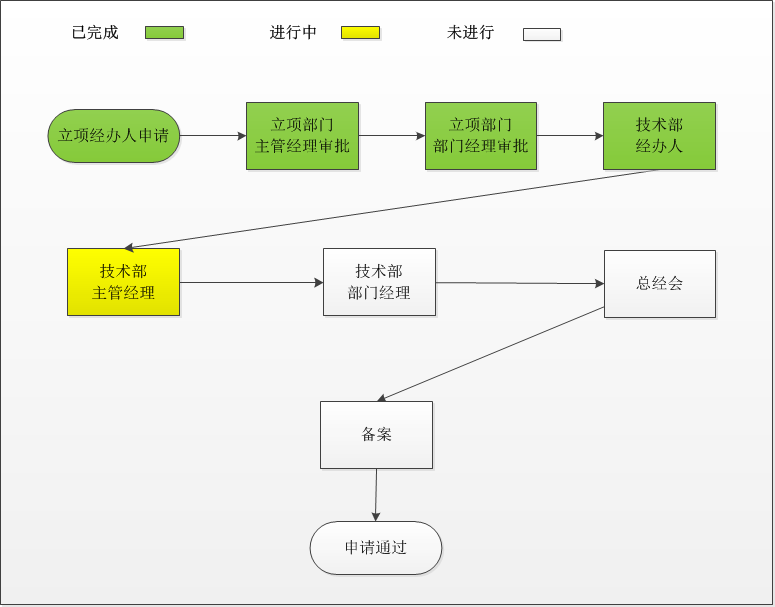 已完成
进行中
未进行
立项经办人申请
立项部门
主管经理审批
立项部门
部门经理审批
技术部
经办人
技术部
主管经理
技术部
部门经理
总经会
备案
申请通过